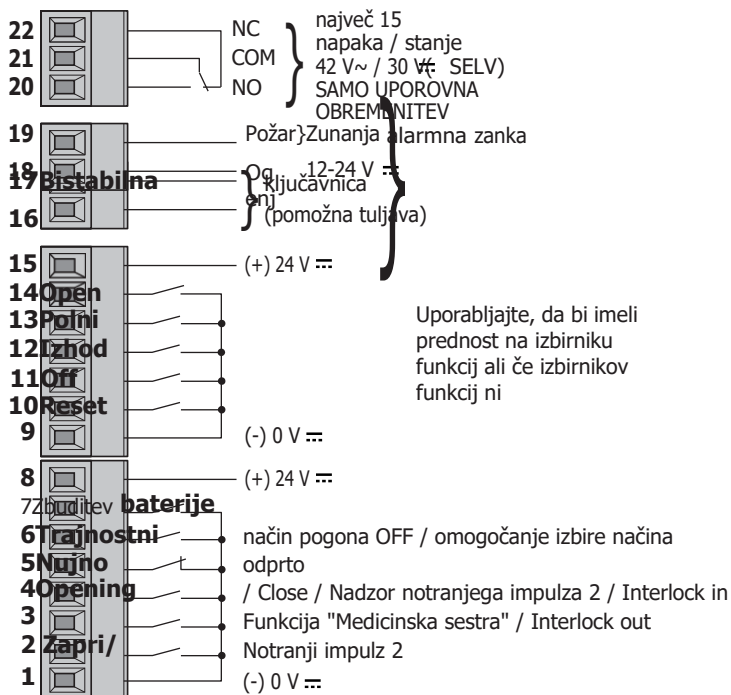 22 NC največ 15
napaka / stanje
21 COM 42 V~ / 30 V⎓ ( SELV)
20 NO SAMO UPOROVNA
OBREMENITEV
19 Požar}Zunanja alarmna zanka
18 Og 12-24 V ⎓
17Bistabilna ključavnica
enj
16 (pomožna tuljava)
15 (+) 24 V ⎓
14Open
13Polni
12Izhod
11Off
10Reset
9 (-) 0 V ⎓
Uporabljajte, da bi imeli
prednost na izbirniku
funkcij ali če izbirnikov
funkcij ni
8 (+) 24 V ⎓
7Zbuditev baterije
6Trajnostni način pogona OFF / omogočanje izbire načina
5Nujno odprto
4Opening / Close / Nadzor notranjega impulza 2 / Interlock in
3 Funkcija "Medicinska sestra" / Interlock out
2 Zapri/ Notranji impulz 2
1 (-) 0 V ⎓